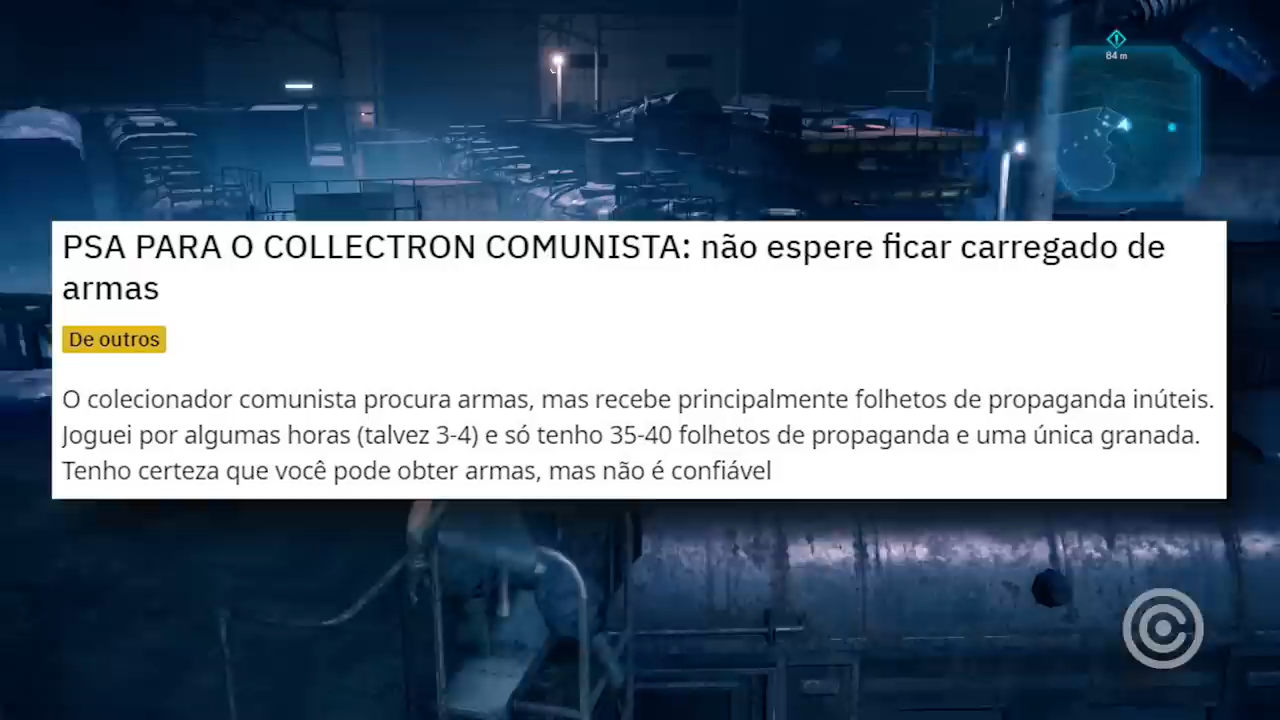 64 m
PSA PARA O COLLECTRON COMUNISTA: não espere ficar carregado de
armas
De outros
O colecionador comunista procura armas, mas recebe principalmente folhetos de propaganda inúteis.
Joguei por algumas horas (talvez 3-4) e só tenho 35-40 folhetos de propaganda e uma única granada.
Tenho certeza que você pode obter armas, mas não é confiável